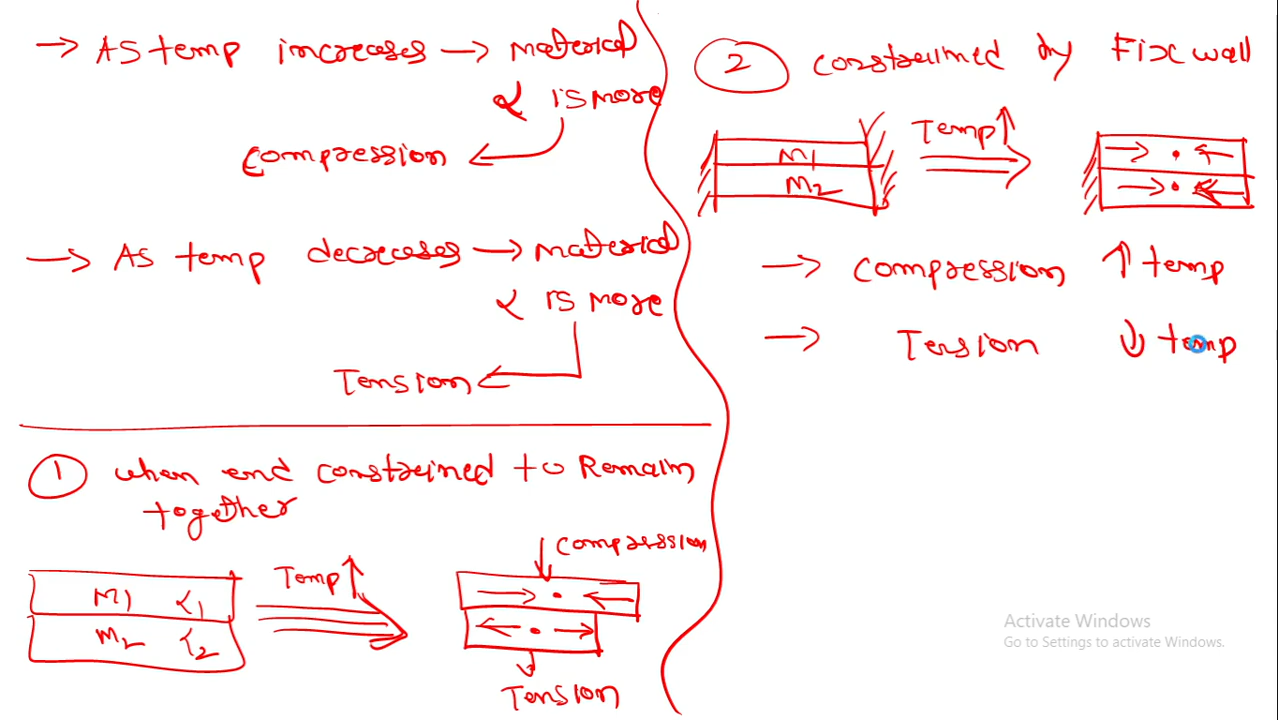 → As temp increases → material
α is more
compression ←
→ As temp decreases → material
α is more
Tension ←
① when end constrained to Remain
together
M1 α1
M2 α2
Temp ↑
compression
Tension
② constrained by Fix wall
M1
M2
Temp ↑
→ compression ↑ temp
→ Tension ↓ temp
Activate Windows
Go to Settings to activate Windows.